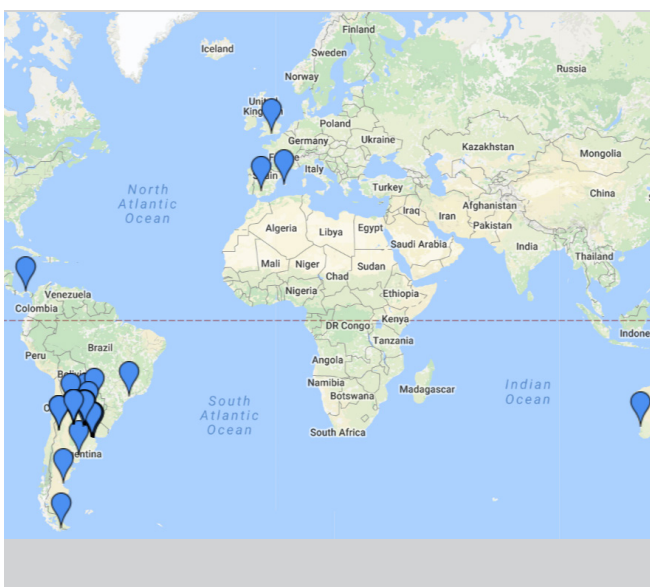 Iceland
Finland
Sweden
Norway
Russia
Poland
Germany
Ukraine
Kazakhstan
Mongolia
Italy
Turkey
North
Atlantic
Ocean
Afghanistan
China
Iraq
Iran
Pakistan
Algeria
Libya
Egypt
Saudi Arabia
India
Thailand
Mali
Niger
Chad
Sudan
Nigeria
Ethiopia
Venezuela
Colombia
DR Congo
Kenya
Indone
Tanzania
Brazil
Peru
Angola
Namibia
Botswana
Madagascar
Indian
Ocean
South
Atlantic
Ocean
South Africa